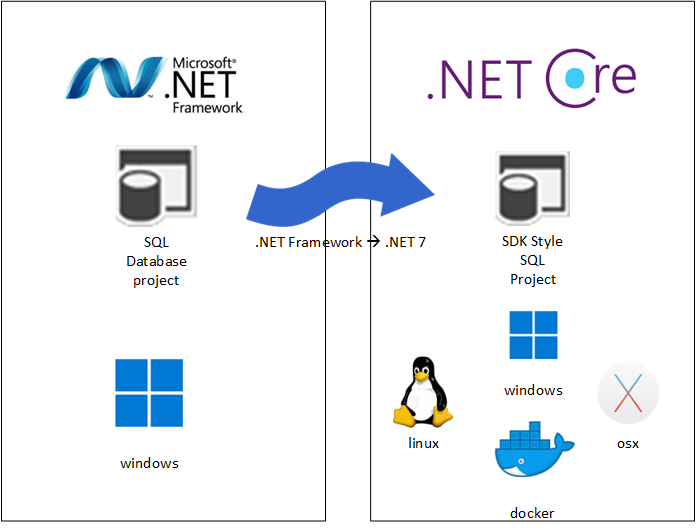 Microsoft®
.NET
™
Framework
SQL
Database
project
windows
.NET Framework → .NET 7
.NET Core
SDK Style
SQL
Project
windows
linux
osx
docker